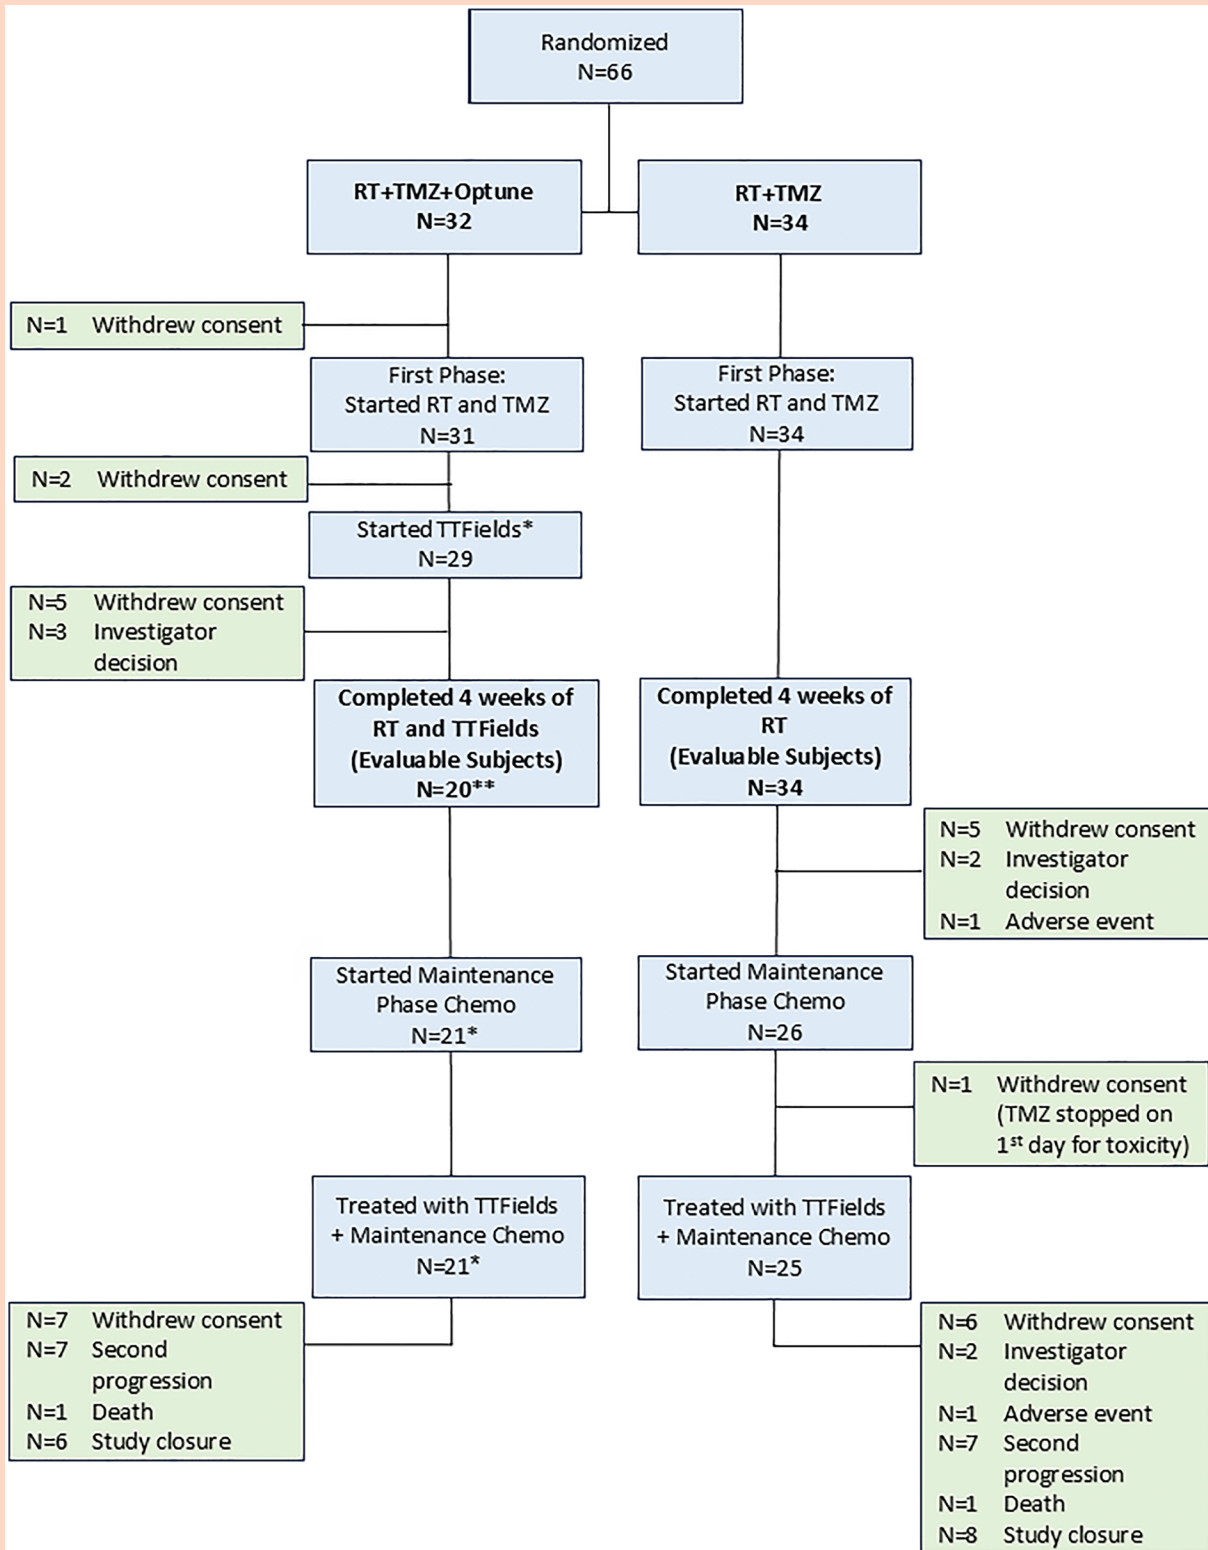 Randomized
N=66
RT+TMZ+Optune
N=32
RT+TMZ
N=34
N=1 Withdrew consent
First Phase:
Started RT and TMZ
N=31
First Phase:
Started RT and TMZ
N=34
N=2 Withdrew consent
Started TTFields*
N=29
N=5 Withdrew consent
N=3 Investigator
decision
Completed 4 weeks of
RT and TTFields
(Evaluable Subjects)
N=20**
Completed 4 weeks of
RT
(Evaluable Subjects)
N=34
N=5 Withdrew consent
N=2 Investigator
decision
N=1 Adverse event
Started Maintenance
Phase Chemo
N=21*
Started Maintenance
Phase Chemo
N=26
N=1 Withdrew consent
(TMZ stopped on
1st day for toxicity)
Treated with TTFields
+ Maintenance Chemo
N=21*
Treated with TTFields
+ Maintenance Chemo
N=25
N=7 Withdrew consent
N=7 Second
progression
N=1 Death
N=6 Study closure
N=6 Withdrew consent
N=2 Investigator
decision
N=1 Adverse event
N=7 Second
progression
N=1 Death
N=8 Study closure